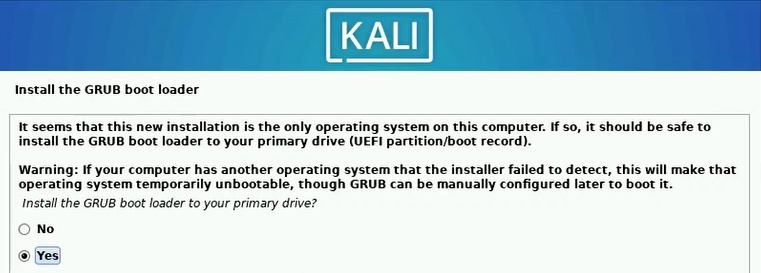 KALI
Install the GRUB boot loader
It seems that this new installation is the only operating system on this computer. If so, it should be safe to
install the GRUB boot loader to your primary drive (UEFI partition/boot record).
Warning: If your computer has another operating system that the installer failed to detect, this will make that
operating system temporarily unbootable, though GRUB can be manually configured later to boot it.
Install the GRUB boot loader to your primary drive?
No
Yes